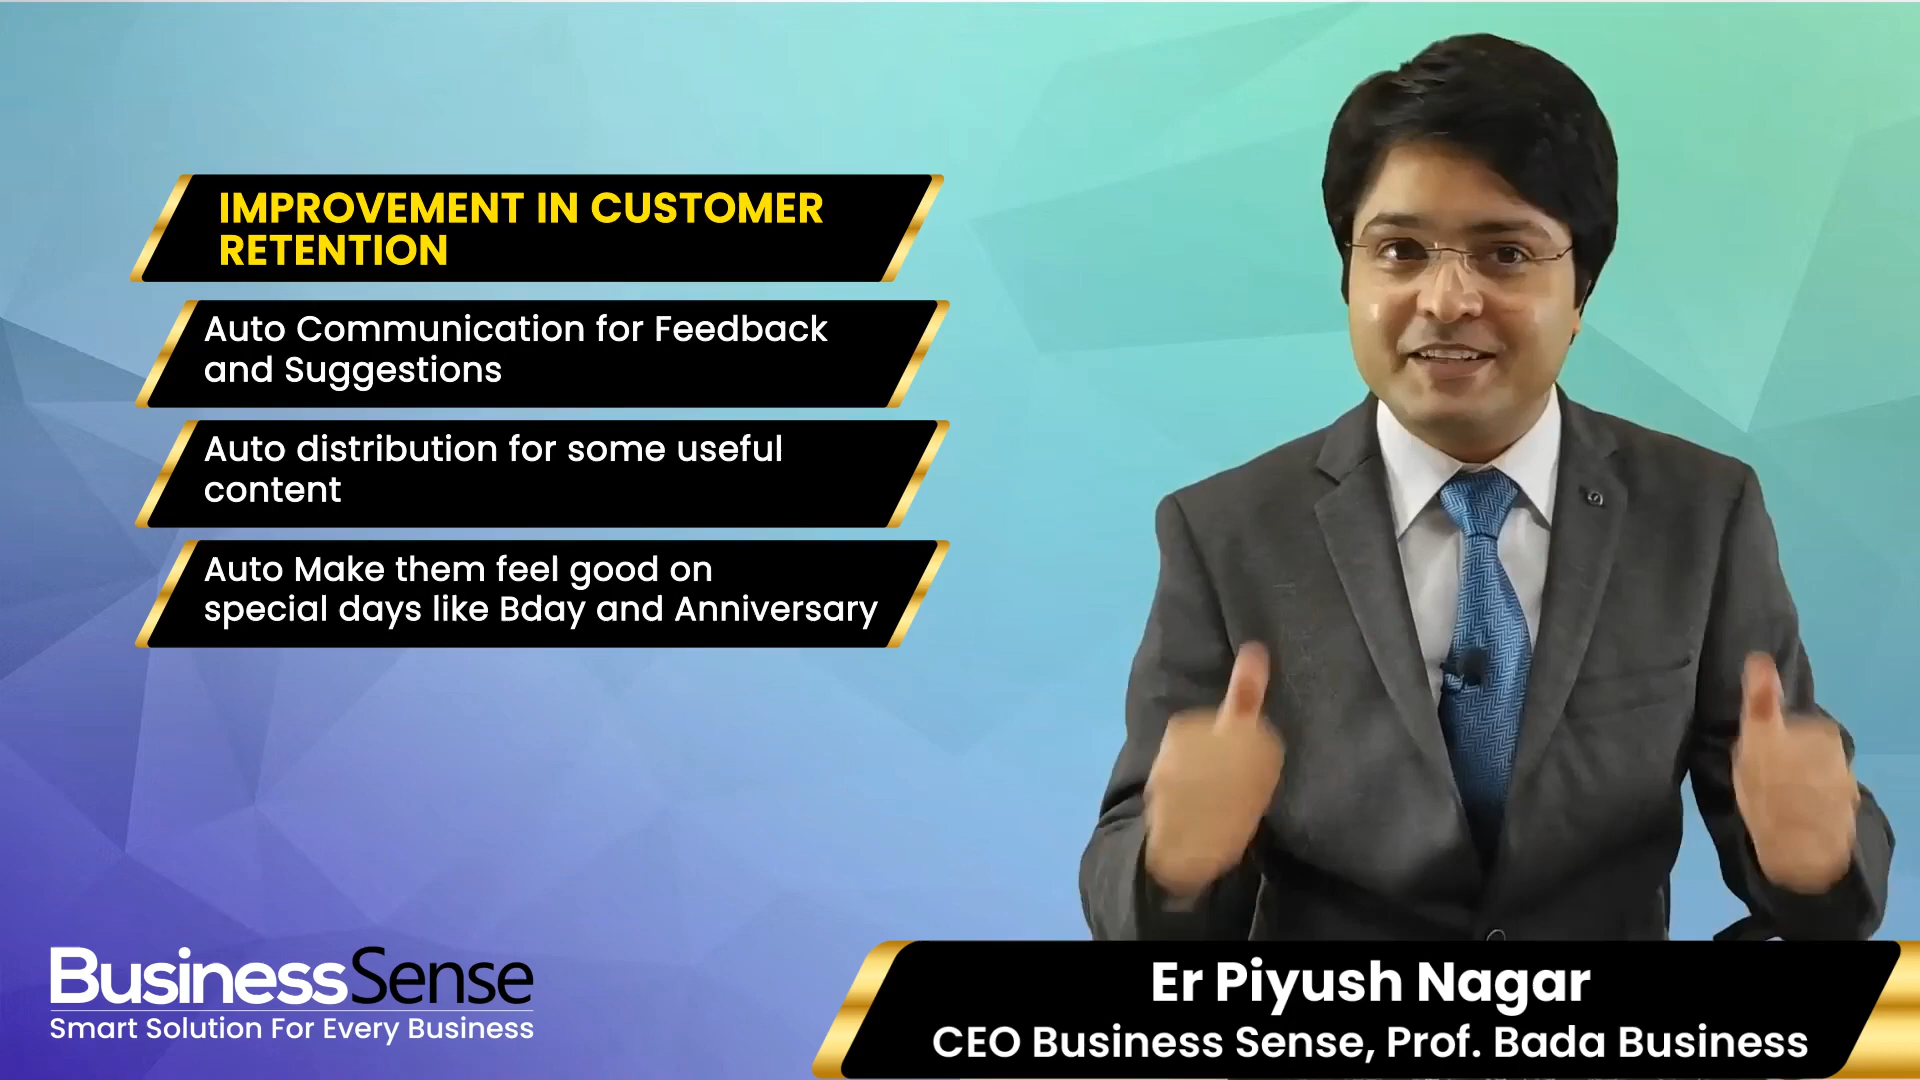 IMPROVEMENT IN CUSTOMER
RETENTION
Auto Communication for Feedback
and Suggestions
Auto distribution for some useful
content
Auto Make them feel good on
special days like Bday and Anniversary
BusinessSense
Smart Solution For Every Business
Er Piyush Nagar
CEO Business Sense, Prof. Bada Business